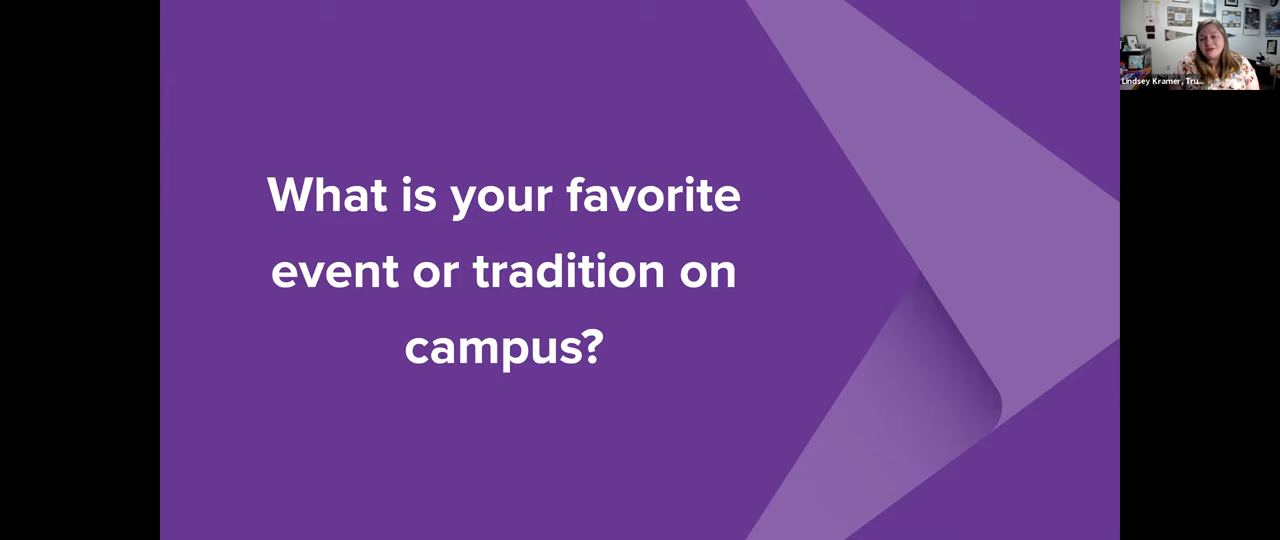 What is your favorite
event or tradition on
campus?
Lindsey Kramer, Tru...